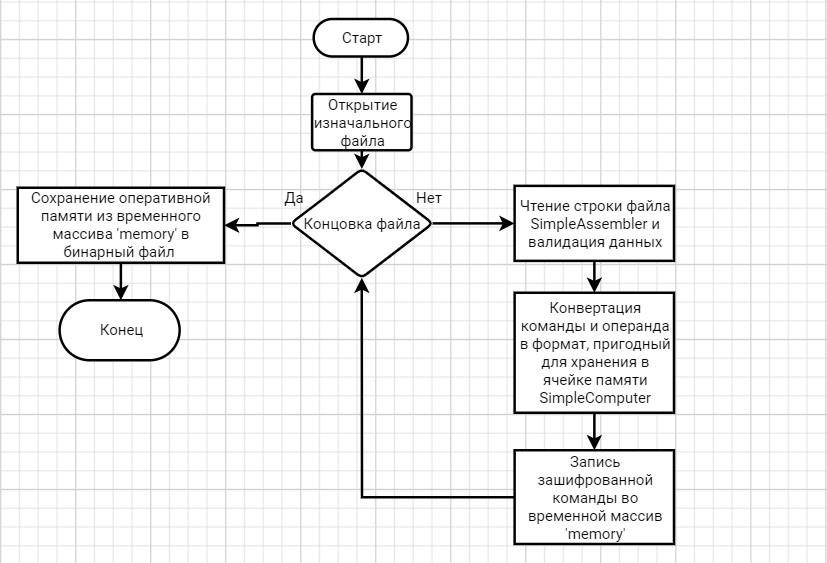 Старт
Открытие
изначального
файла
Да
Нет
Концовка файла
Сохранение оперативной
памяти из временного
массива 'memory' в
бинарный файл
Конец
Чтение строки файла
SimpleAssembler и
валидация данных
Конвертация
команды и операнда
в формат, пригодный
для хранения в
ячейке памяти
SimpleComputer
Запись
зашифрованной
команды во
временной массив
'memory'